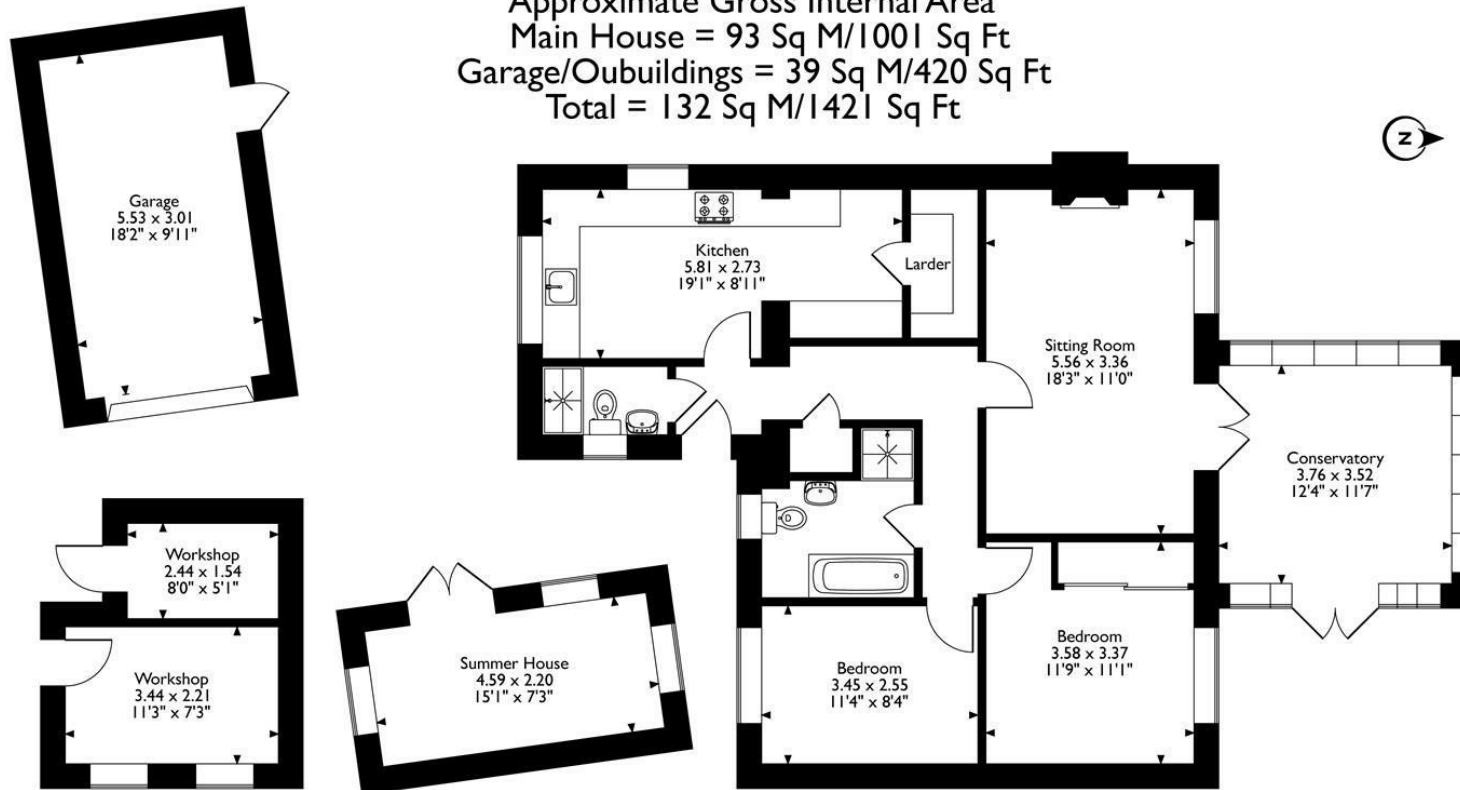 Approximate Gross Internal Area
Main House = 93 Sq M/1001 Sq Ft
Garage/Oubuildings = 39 Sq M/420 Sq Ft
Total = 132 Sq M/1421 Sq Ft
N
Garage
5.53 x 3.01
18'2" x 9'11"
Kitchen
5.81 x 2.73
19'1" x 8'11"
Larder
Sitting Room
5.56 x 3.36
18'3" x 11'0"
Conservatory
3.76 x 3.52
12'4" x 11'7"
Workshop
2.44 x 1.54
8'0" x 5'1"
Workshop
3.44 x 2.21
11'3" x 7'3"
Summer House
4.59 x 2.20
15'1" x 7'3"
Bedroom
3.45 x 2.55
11'4" x 8'4"
Bedroom
3.58 x 3.37
11'9" x 11'1"